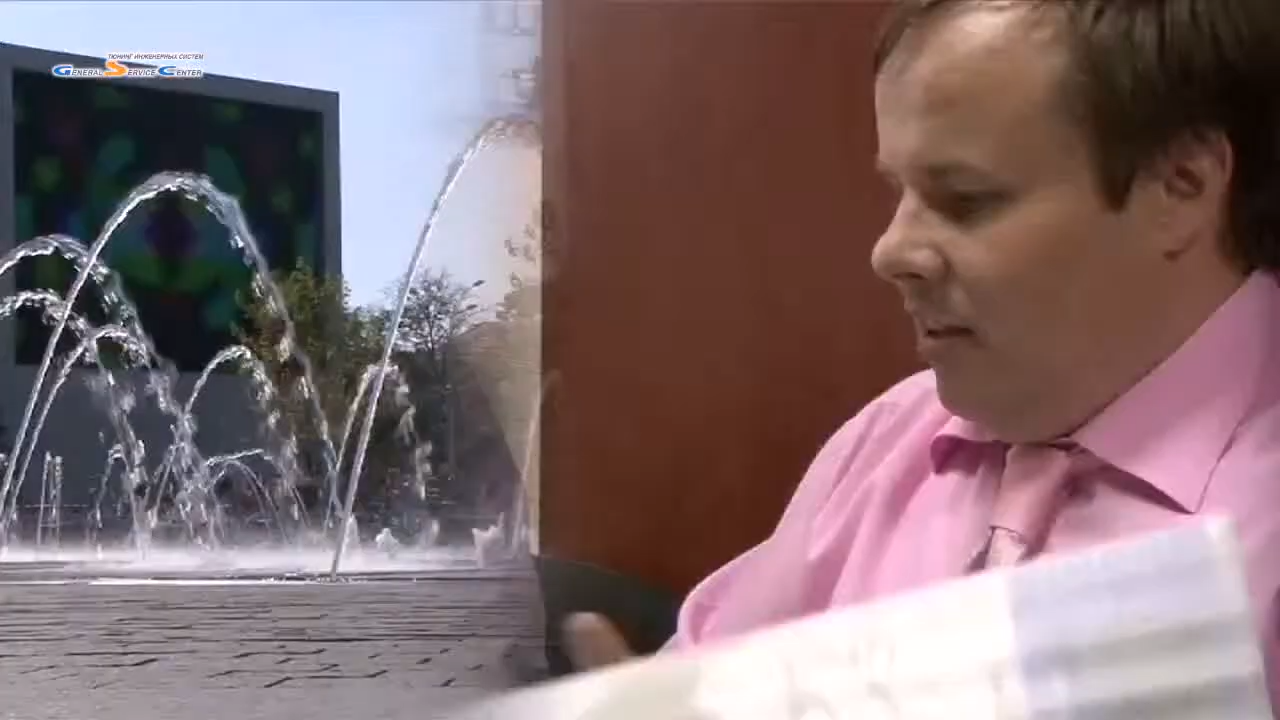 ТЮНИНГ ИНЖЕНЕРНЫХ СИСТЕМ
GENERAL SERVICE CENTER